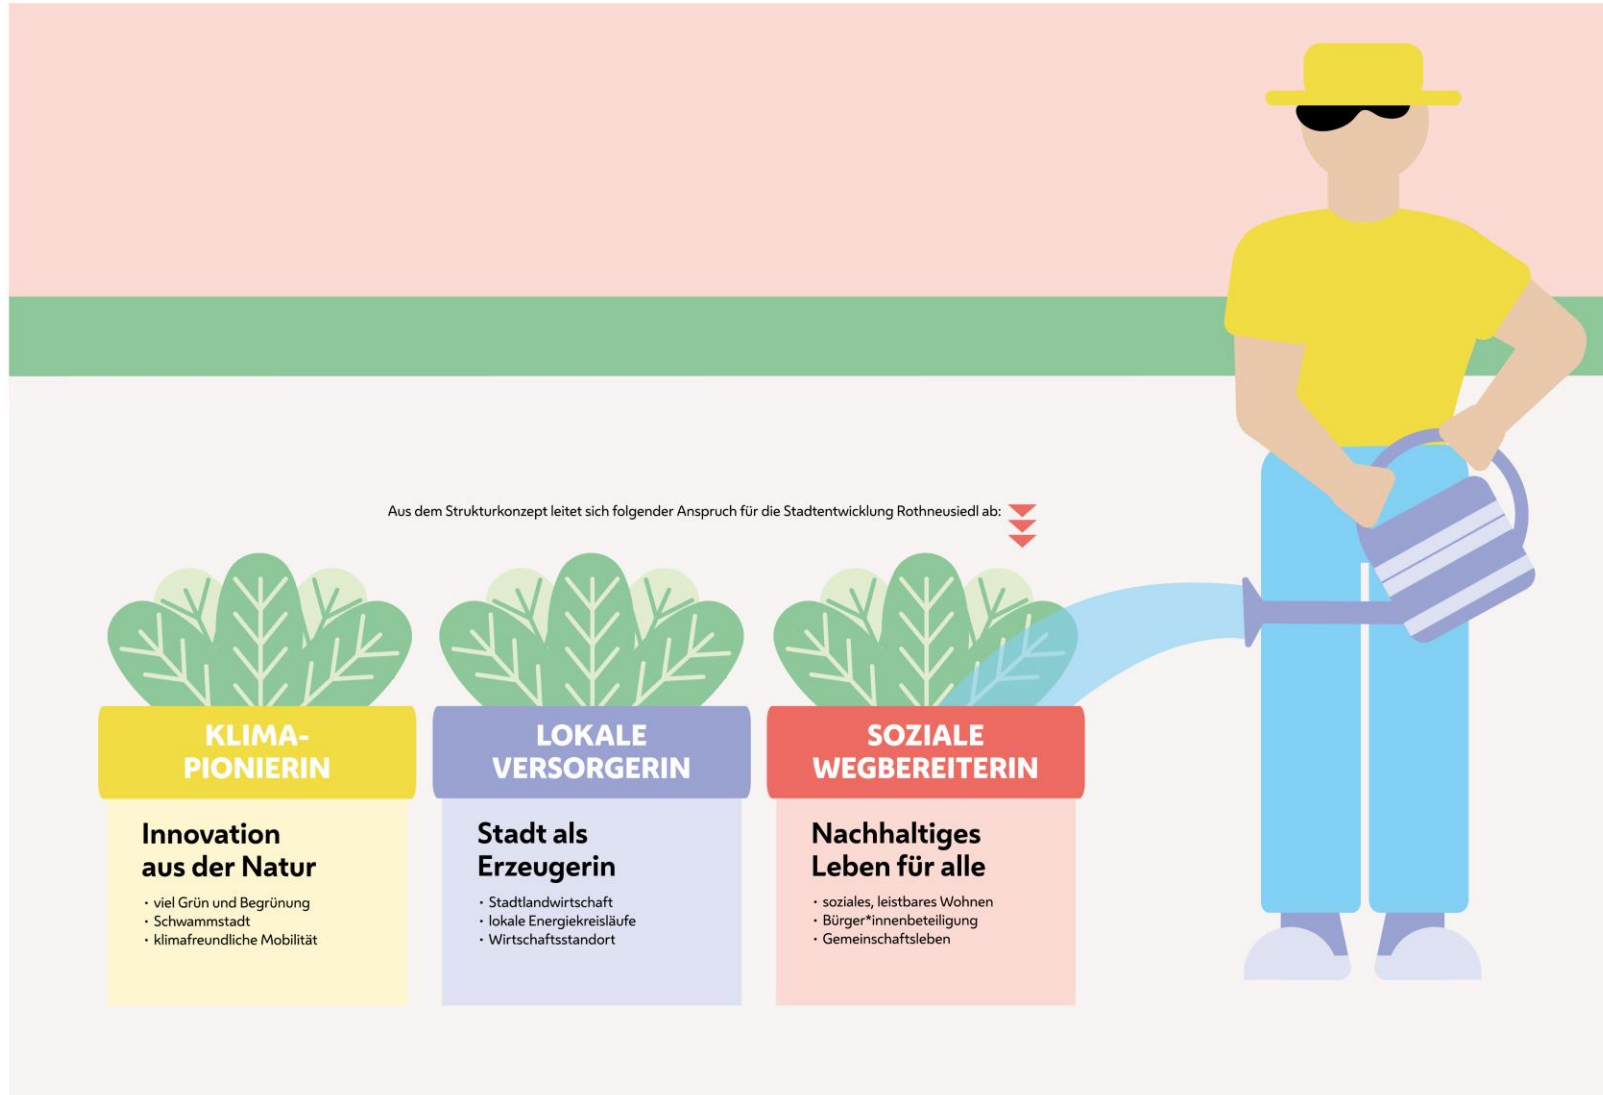 Aus dem Strukturkonzept leitet sich folgender Anspruch für die Stadtentwicklung Rothneusiedl ab:
KLIMA-
PIONIERIN
Innovation
aus der Natur
• viel Grün und Begrünung
• Schwammstadt
• klimafreundliche Mobilität
LOKALE
VERSORGERIN
Stadt als
Erzeugerin
• Stadtlandwirtschaft
• lokale Energiekreisläufe
• Wirtschaftsstandort
SOZIALE
WEGBEREITERIN
Nachhaltiges
Leben für alle
• soziales, leistbares Wohnen
• Bürger*innenbeteiligung
• Gemeinschaftsleben